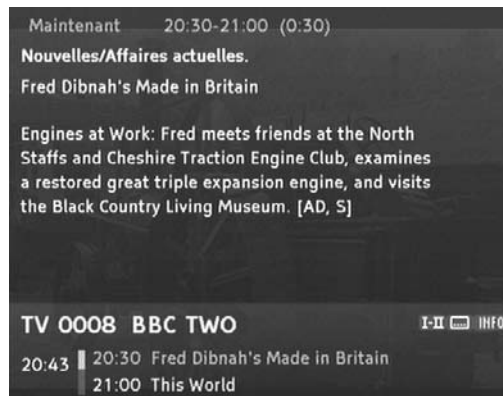 Maintenant 20:30-21:00 (0:30)
Nouvelles/Affaires actuelles.
Fred Dibnah's Made in Britain
Engines at Work: Fred meets friends at the North
Staffs and Cheshire Traction Engine Club, examines
a restored great triple expansion engine, and visits
the Black Country Living Museum. [AD, S]
TV 0008 BBC TWO I-II INFO
20:43 20:30 Fred Dibnah's Made in Britain
21:00 This World